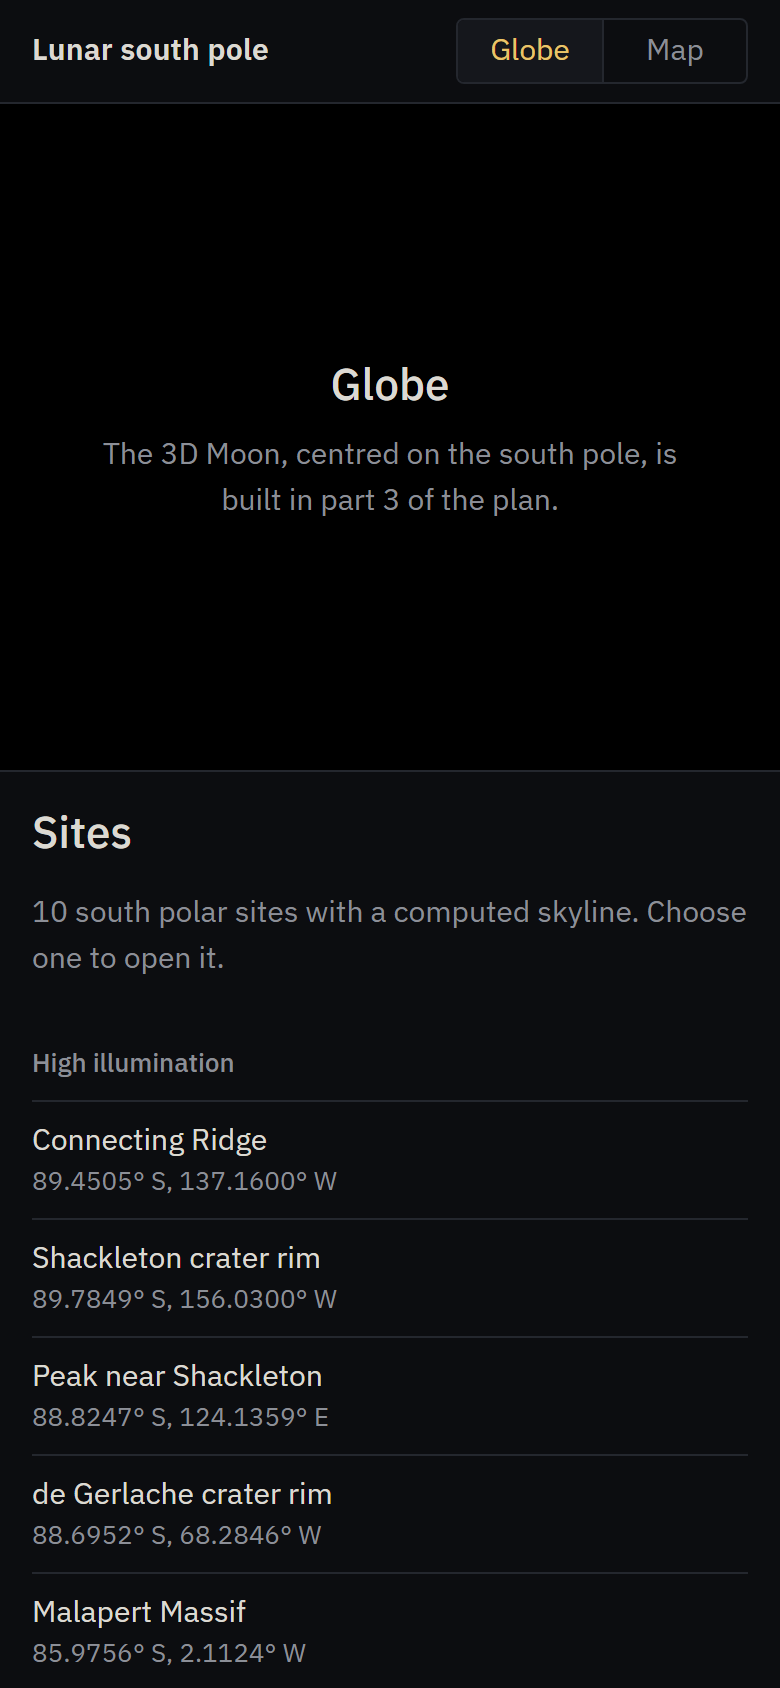 Lunar south pole
Globe
Map
Globe
The 3D Moon, centred on the south pole, is
built in part 3 of the plan.
Sites
10 south polar sites with a computed skyline. Choose
one to open it.
High illumination
Connecting Ridge
89.4505° S, 137.1600° W
Shackleton crater rim
89.7849° S, 156.0300° W
Peak near Shackleton
88.8247° S, 124.1359° E
de Gerlache crater rim
88.6952° S, 68.2846° W
Malapert Massif
85.9756° S, 2.1124° W